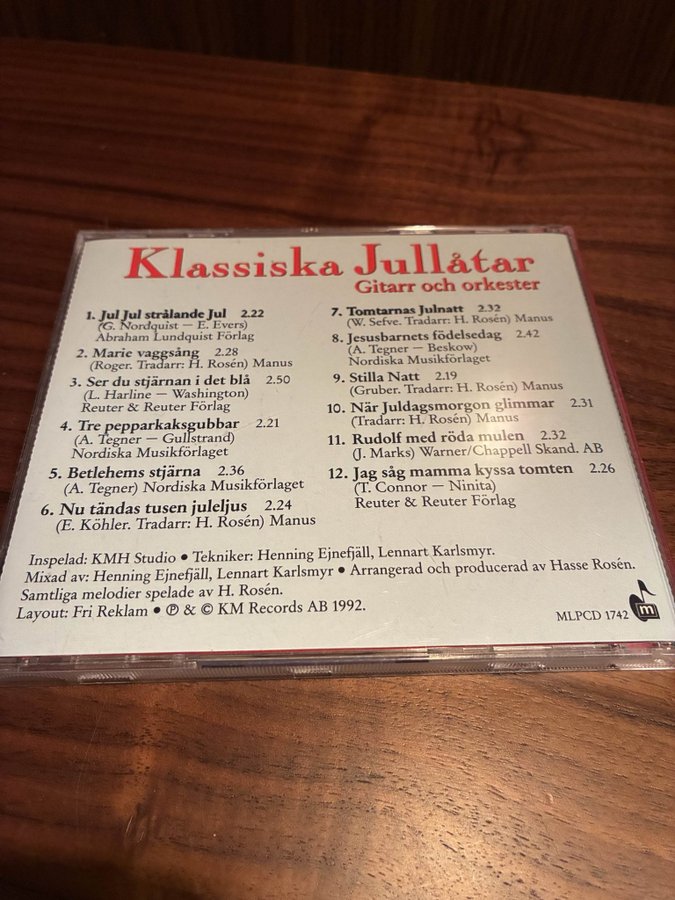 Klassiska Jullåtar
Gitarr och orkester
1. Jul Jul strålande Jul 2.22
(G. Nordquist — E. Evers)
Abraham Lundquist Förlag
2. Marie vaggsång 2.28
(Roger. Tradarr: H. Rosén) Manus
3. Ser du stjärnan i det blå 2.50
(L. Harline — Washington)
Reuter & Reuter Förlag
4. Tre pepparkaksgubbar 2.21
(A. Tegner — Gullstrand)
Nordiska Musikförlaget
5. Betlehems stjärna 2.36
(A. Tegner) Nordiska Musikförlaget
6. Nu tändas tusen juleljus 2.24
(E. Köhler. Tradarr: H. Rosén) Manus
7. Tomtarnas Julnatt 2.32
(W. Sefve. Tradarr: H. Rosén) Manus
8. Jesusbarnets födelsedag 2.42
(A. Tegner — Beskow)
Nordiska Musikförlaget
9. Stilla Natt 2.19
(Gruber. Tradarr: H. Rosén) Manus
10. När Juldagsmorgon glimmar 2.31
(Tradarr: H. Rosén) Manus
11. Rudolf med röda mulen 2.32
(J. Marks) Warner/Chappell Skand. AB
12. Jag såg mamma kyssa tomten 2.26
(T. Connor — Ninita)
Reuter & Reuter Förlag
Inspelad: KMH Studio • Tekniker: Henning Ejnefjäll, Lennart Karlsmyr.
Mixad av: Henning Ejnefjäll, Lennart Karlsmyr • Arrangerad och producerad av Hasse Rosén.
Samtliga melodier spelade av H. Rosén.
Layout: Fri Reklam • ℗ & © KM Records AB 1992.
MLPCD 1742
m